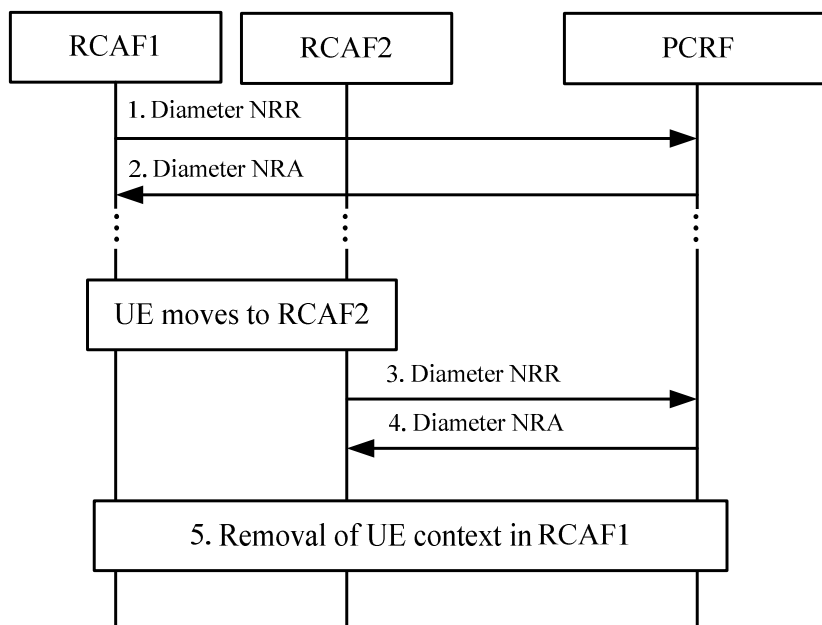 RCAF1
RCAF2
PCRF
1. Diameter NRR
2. Diameter NRA
UE moves to RCAF2
3. Diameter NRR
4. Diameter NRA
5. Removal of UE context in RCAF1